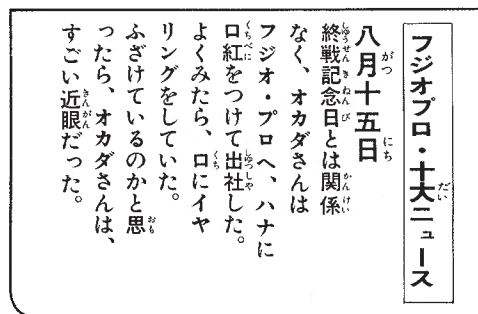 フジオプロ・十大ニュース
八月十五日
終戦記念日とは関係
なく、オカダさんは
フジオ・プロへ、ハナに
口紅をつけて出社した。
よくみたら、口にイヤ
リングをしていた。
ふざけているのかと思
ったら、オカダさんは、
すごい近眼だった。